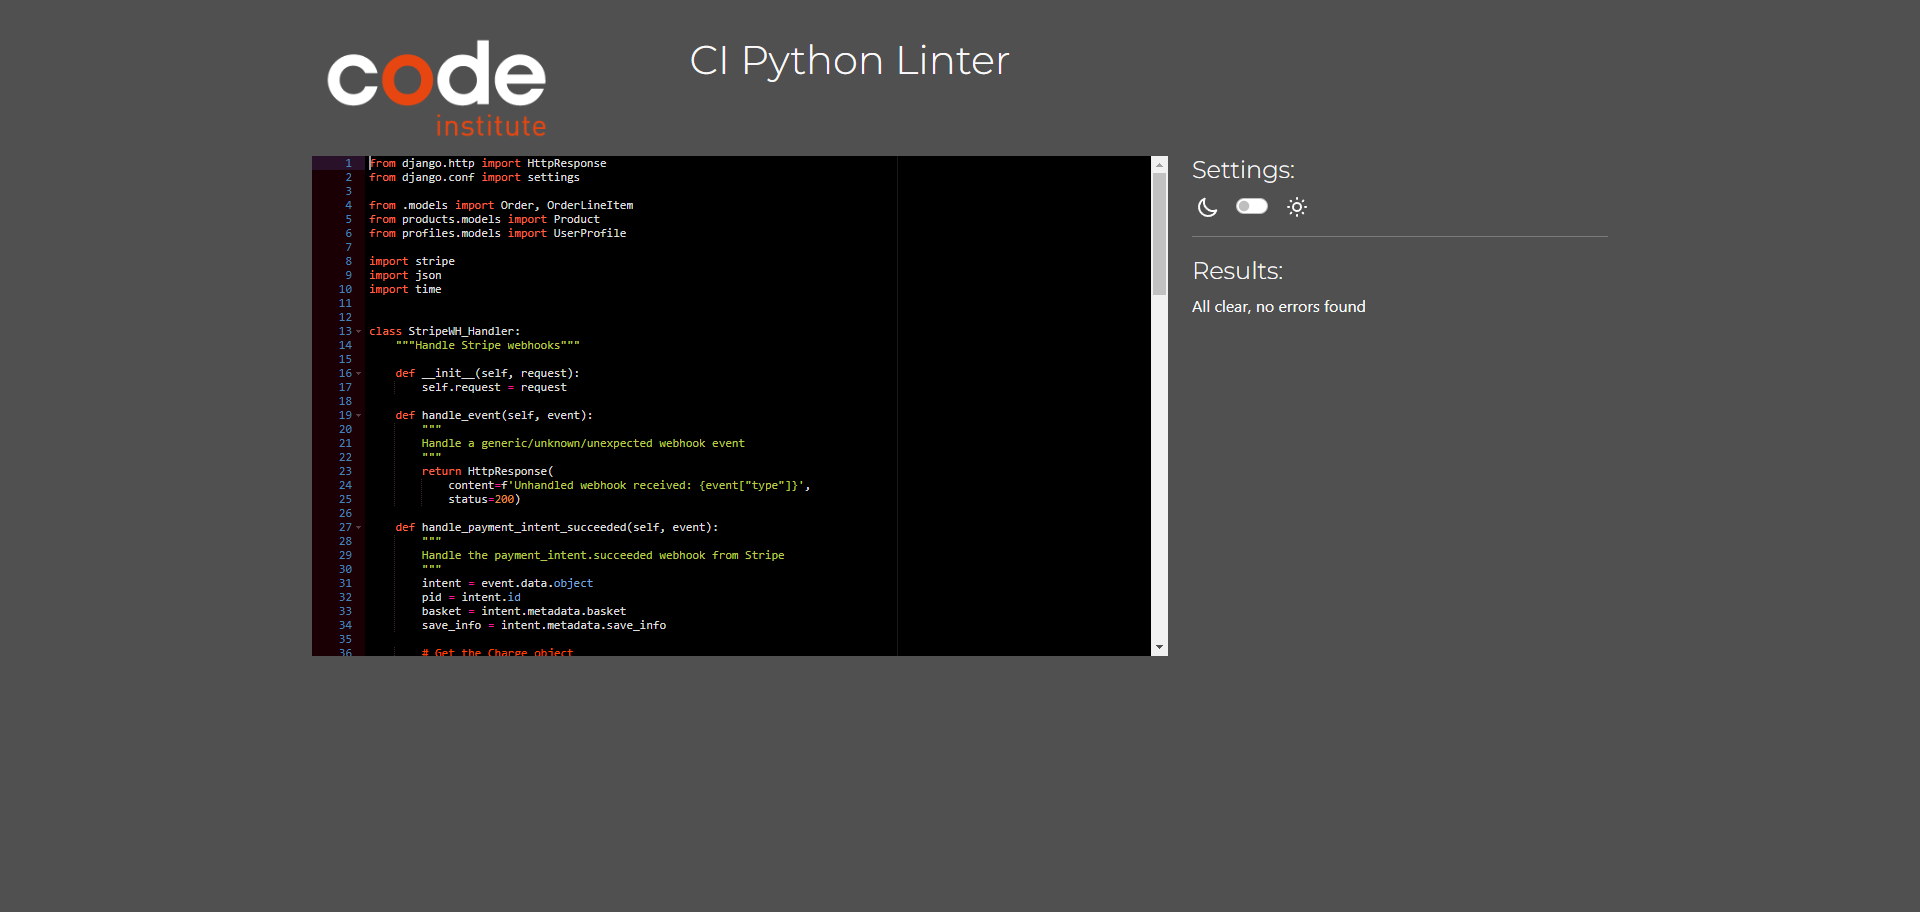 code
institute
CI Python Linter
1 from django.http import HttpResponse
2 from django.conf import settings
3
4 from .models import Order, OrderLineItem
5 from products.models import Product
6 from profiles.models import UserProfile
7
8 import stripe
9 import json
10 import time
11
12
13 class StripeWH_Handler:
14     """Handle Stripe webhooks"""
15
16     def __init__(self, request):
17         self.request = request
18
19     def handle_event(self, event):
20         """
21         Handle a generic/unknown/unexpected webhook event
22         """
23         return HttpResponse(
24             content=f'Unhandled webhook received: {event["type"]}',
25             status=200)
26
27     def handle_payment_intent_succeeded(self, event):
28         """
29         Handle the payment_intent.succeeded webhook from Stripe
30         """
31         intent = event.data.object
32         pid = intent.id
33         basket = intent.metadata.basket
34         save_info = intent.metadata.save_info
35
36         # Get the Charge object
Settings:
Results:
All clear, no errors found